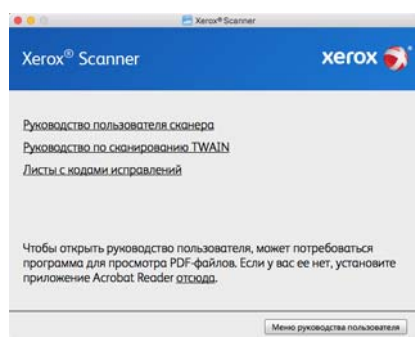 Xerox® Scanner
Xerox® Scanner
xerox
Руководство пользователя сканера
Руководство по сканированию TWAIN
Листы с кодами исправлений
Чтобы открыть руководство пользователя, может потребоваться
программа для просмотра PDF-файлов. Если у вас ее нет, установите
приложение Acrobat Reader отсюда.
Меню руководства пользователя